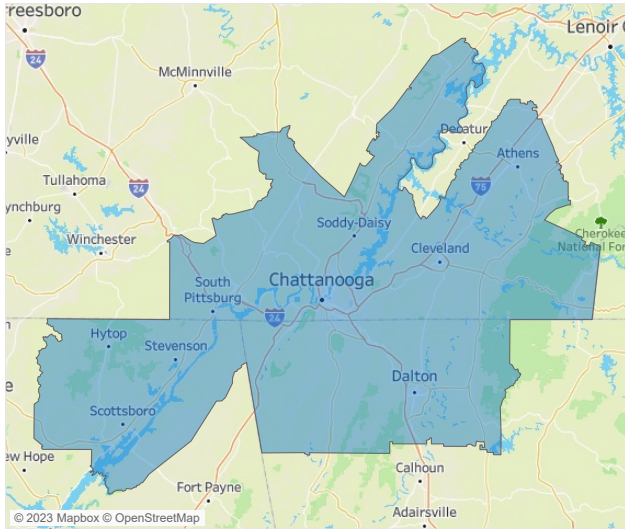 reesboro
Lenoir C
24
McMinnville
yville
Decatur
Athens
Tullahoma
24
75
ynchburg
Soddy-Daisy
Cherokee
National For
Winchester
Cleveland
e
Chattanooga
South
Pittsburg
24
n
Hytop
Stevenson
Dalton
e
Scottsboro
ew Hope
Calhoun
Fort Payne
Adairsville
© 2023 Mapbox © OpenStreetMap